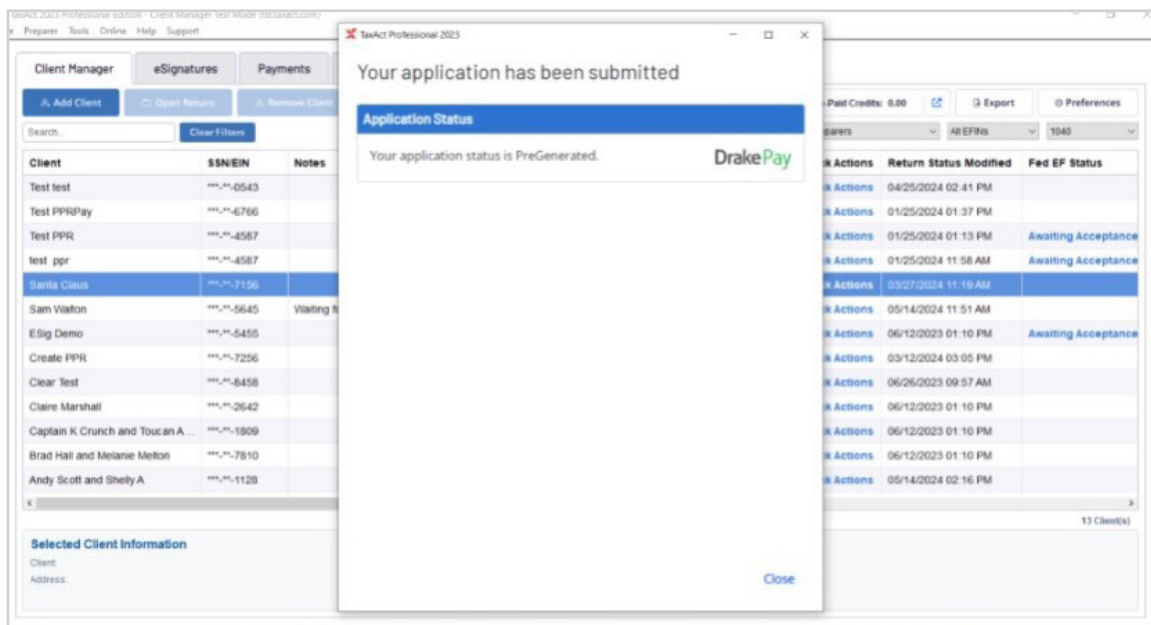 TaxAct 2023 Professional Edition - Client Manager Test Mode (tst.taxact.com)
e Preparer Tools Online Help Support
TaxAct Professional 2023
Client Manager eSignatures Payments
Your application has been submitted
Add Client Open Return Remove Client
-Paid Credits: 0.00 Export Preferences
Application Status
Search... Clear Filters
parers All EFINs 1040
Your application status is PreGenerated. DrakePay
Client SSN/EIN Notes k Actions Return Status Modified Fed EF Status
Test test ***-**-0543 k Actions 04/25/2024 02:41 PM
Test PPRPay ***-**-6766 k Actions 01/25/2024 01:37 PM
Test PPR ***-**-4587 k Actions 01/25/2024 01:13 PM Awaiting Acceptance
test ppr ***-**-4587 k Actions 01/25/2024 11:58 AM Awaiting Acceptance
Santa Claus ***-**-7156 k Actions 03/27/2024 11:19 AM
Sam Walton ***-**-5645 Waiting k Actions 05/14/2024 11:51 AM
ESig Demo ***-**-5455 k Actions 06/12/2023 01:10 PM Awaiting Acceptance
Create PPR ***-**-7256 k Actions 03/12/2024 03:05 PM
Clear Test ***-**-8458 k Actions 06/26/2023 09:57 AM
Claire Marshall ***-**-2642 k Actions 06/12/2023 01:10 PM
Captain K Crunch and Toucan A ... ***-**-1809 k Actions 06/12/2023 01:10 PM
Brad Hall and Melanie Melton ***-**-7810 k Actions 06/12/2023 01:10 PM
Andy Scott and Shelly A ***-**-1128 k Actions 05/14/2024 02:16 PM
13 Client(s)
Selected Client Information
Client
Address:
Close